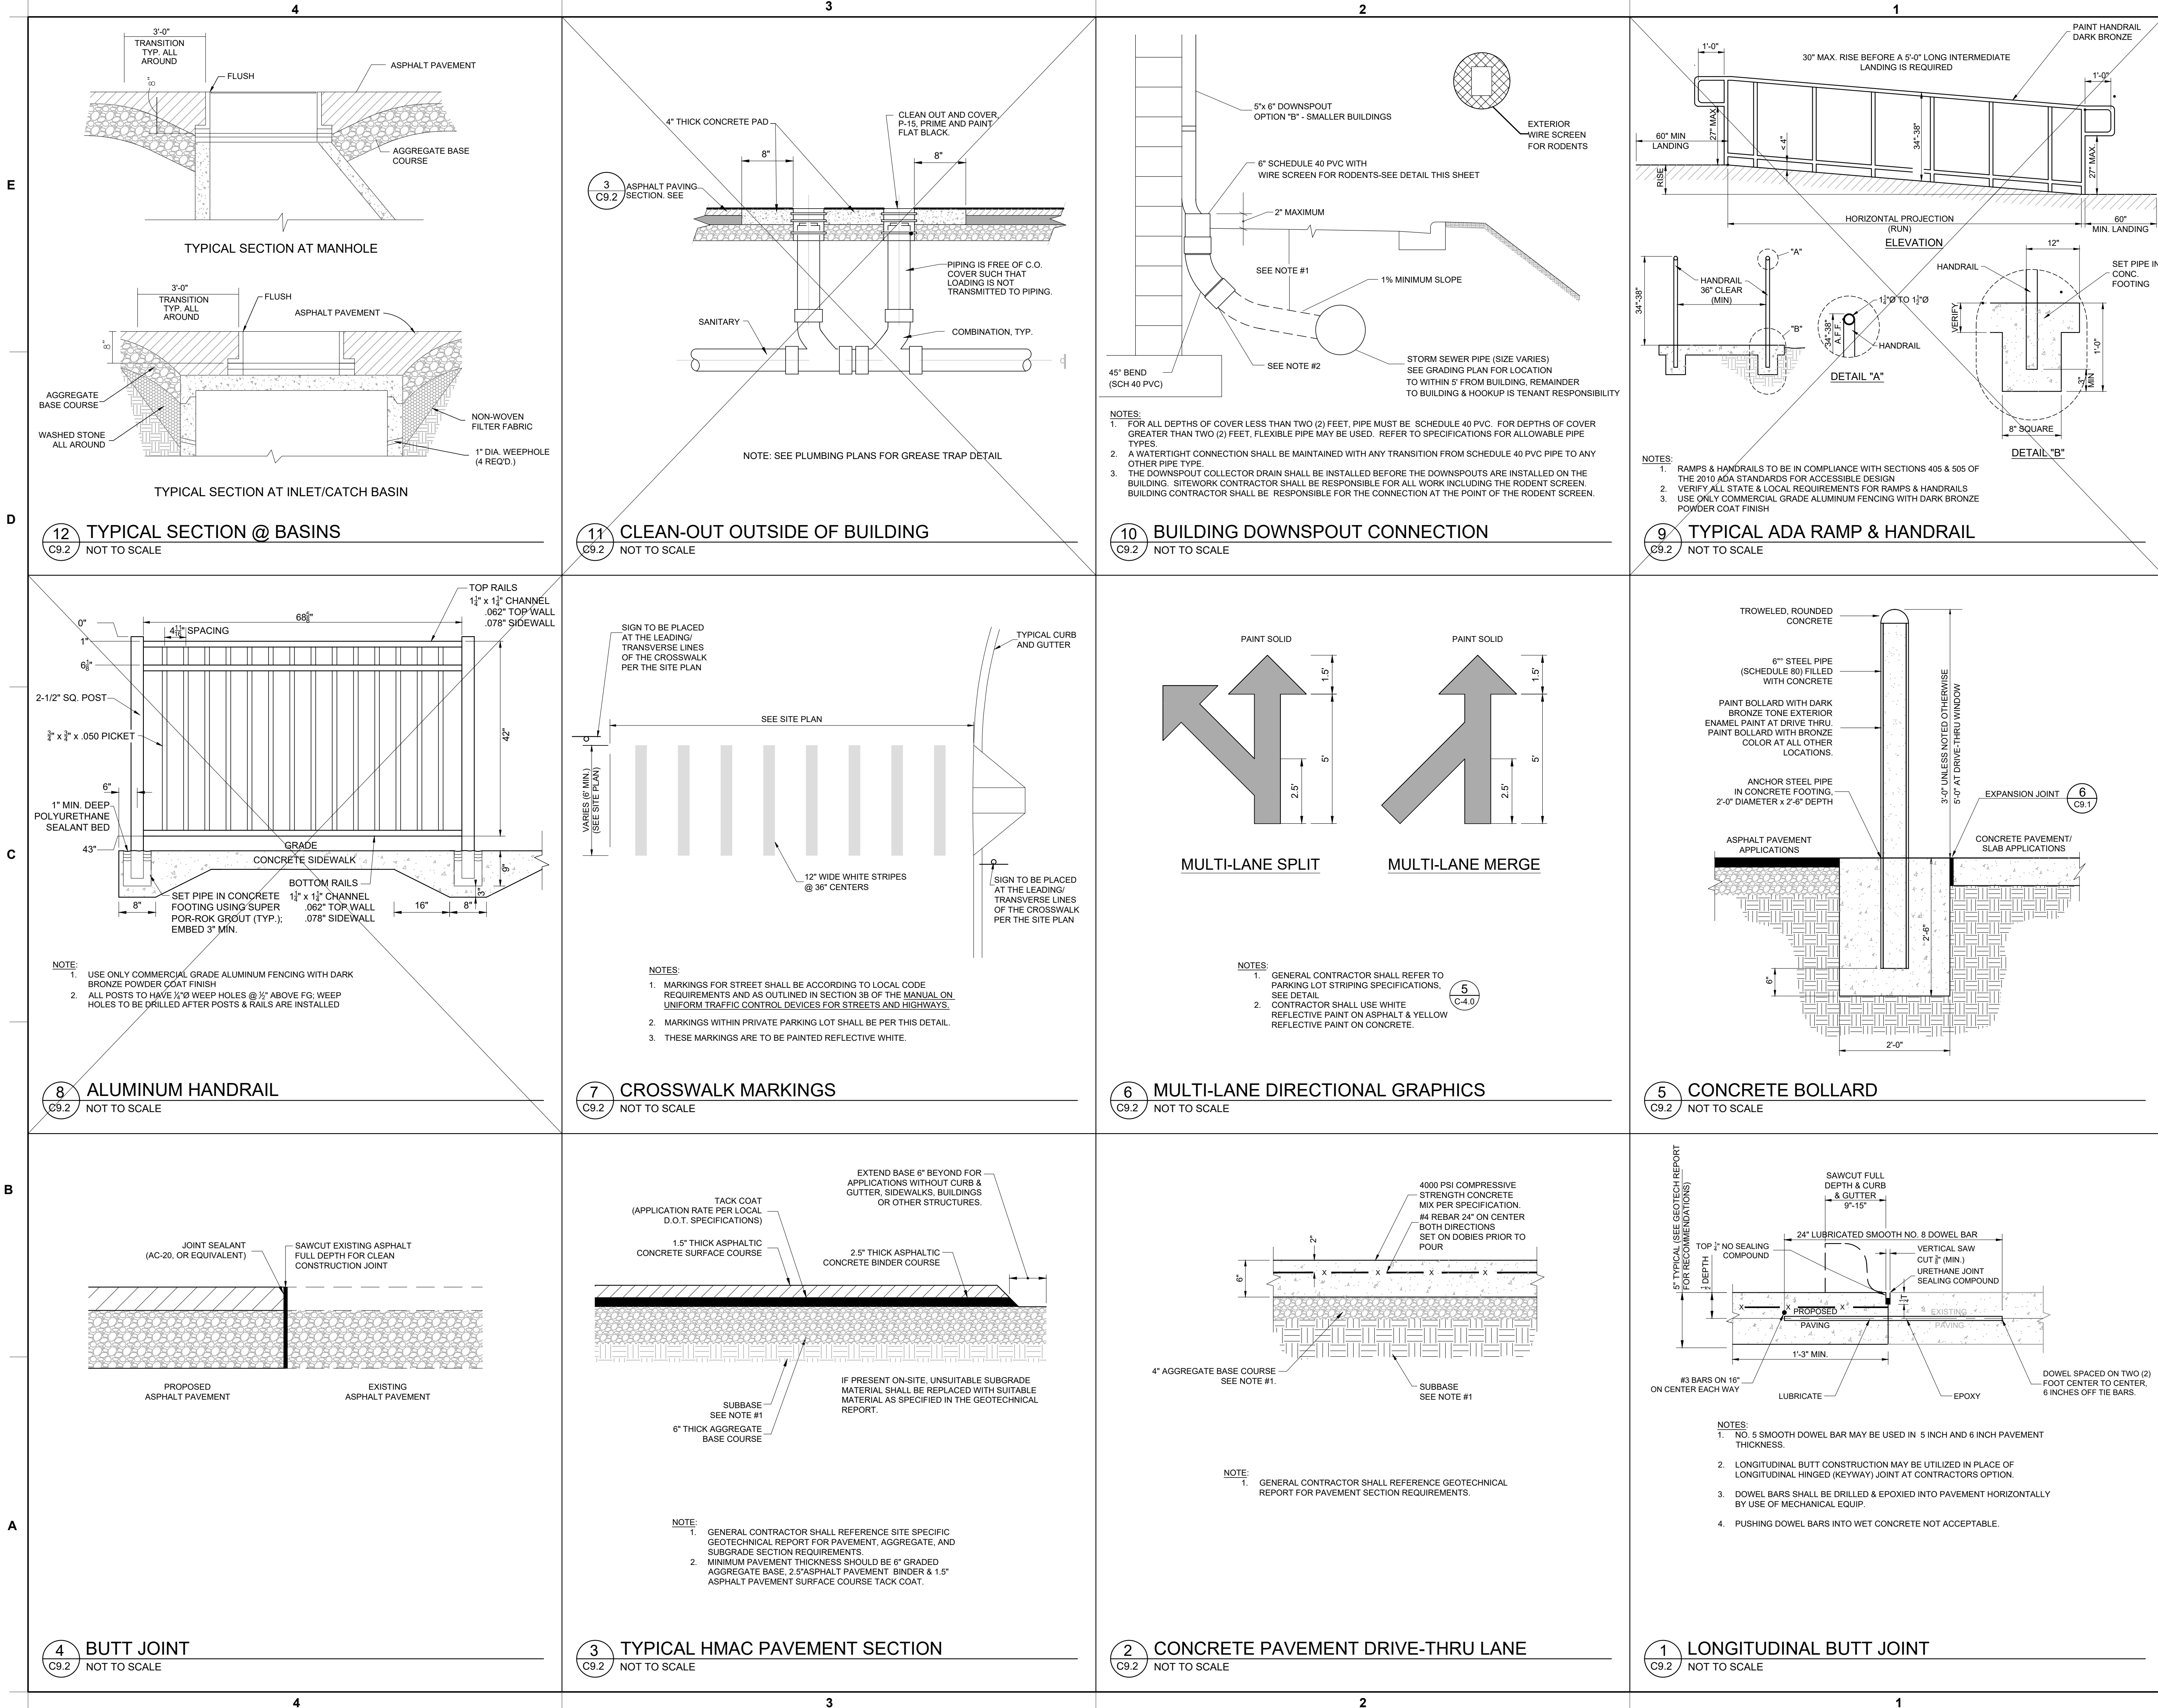 4
3
2
1
E
D
C
B
A
3'-0"
TRANSITION
TYP. ALL
AROUND
8"
FLUSH
ASPHALT PAVEMENT
AGGREGATE BASE
COURSE
TYPICAL SECTION AT MANHOLE
3'-0"
TRANSITION
TYP. ALL
AROUND
FLUSH
ASPHALT PAVEMENT
8"
AGGREGATE
BASE COURSE
WASHED STONE
ALL AROUND
NON-WOVEN
FILTER FABRIC
1" DIA. WEEPHOLE
(4 REQ'D.)
TYPICAL SECTION AT INLET/CATCH BASIN
12
C9.2
TYPICAL SECTION @ BASINS
NOT TO SCALE
4" THICK CONCRETE PAD
CLEAN OUT AND COVER,
P-15, PRIME AND PAINT
FLAT BLACK.
8"
8"
3
C9.2
ASPHALT PAVING
SECTION. SEE
PIPING IS FREE OF C.O.
COVER SUCH THAT
LOADING IS NOT
TRANSMITTED TO PIPING.
SANITARY
COMBINATION, TYP.
NOTE: SEE PLUMBING PLANS FOR GREASE TRAP DETAIL
11
C9.2
CLEAN-OUT OUTSIDE OF BUILDING
NOT TO SCALE
5"x 6" DOWNSPOUT
OPTION "B" - SMALLER BUILDINGS
EXTERIOR
WIRE SCREEN
FOR RODENTS
6" SCHEDULE 40 PVC WITH
WIRE SCREEN FOR RODENTS-SEE DETAIL THIS SHEET
2" MAXIMUM
SEE NOTE #1
1% MINIMUM SLOPE
45° BEND
(SCH 40 PVC)
SEE NOTE #2
STORM SEWER PIPE (SIZE VARIES)
SEE GRADING PLAN FOR LOCATION
TO WITHIN 5' FROM BUILDING, REMAINDER
TO BUILDING & HOOKUP IS TENANT RESPONSIBILITY
NOTES:
1. FOR ALL DEPTHS OF COVER LESS THAN TWO (2) FEET, PIPE MUST BE SCHEDULE 40 PVC. FOR DEPTHS OF COVER
GREATER THAN TWO (2) FEET, FLEXIBLE PIPE MAY BE USED. REFER TO SPECIFICATIONS FOR ALLOWABLE PIPE
TYPES.
2. A WATERTIGHT CONNECTION SHALL BE MAINTAINED WITH ANY TRANSITION FROM SCHEDULE 40 PVC PIPE TO ANY
OTHER PIPE TYPE.
3. THE DOWNSPOUT COLLECTOR DRAIN SHALL BE INSTALLED BEFORE THE DOWNSPOUTS ARE INSTALLED ON THE
BUILDING. SITEWORK CONTRACTOR SHALL BE RESPONSIBLE FOR ALL WORK INCLUDING THE RODENT SCREEN.
BUILDING CONTRACTOR SHALL BE RESPONSIBLE FOR THE CONNECTION AT THE POINT OF THE RODENT SCREEN.
10
C9.2
BUILDING DOWNSPOUT CONNECTION
NOT TO SCALE
PAINT HANDRAIL
DARK BRONZE
1'-0"
30" MAX. RISE BEFORE A 5'-0" LONG INTERMEDIATE
LANDING IS REQUIRED
1'-0"
27" MAX.
< 4"
34"-38"
60" MIN
LANDING
27" MAX.
RISE
HORIZONTAL PROJECTION
(RUN)
60"
MIN. LANDING
ELEVATION
"A"
HANDRAIL
36" CLEAR
(MIN)
34"-38"
"B"
1¼"Ø TO 1½"Ø
34"-38"
A.F.F.
HANDRAIL
DETAIL "A"
12"
HANDRAIL
SET PIPE IN
CONC.
FOOTING
VERIFY
1'-0"
3"
MIN
8" SQUARE
DETAIL "B"
NOTES:
1. RAMPS & HANDRAILS TO BE IN COMPLIANCE WITH SECTIONS 405 & 505 OF
THE 2010 ADA STANDARDS FOR ACCESSIBLE DESIGN
2. VERIFY ALL STATE & LOCAL REQUIREMENTS FOR RAMPS & HANDRAILS
3. USE ONLY COMMERCIAL GRADE ALUMINUM FENCING WITH DARK BRONZE
POWDER COAT FINISH
9
C9.2
TYPICAL ADA RAMP & HANDRAIL
NOT TO SCALE
TOP RAILS
1¼" x 1¼" CHANNEL
.062" TOP WALL
.078" SIDEWALL
0"
1"
SPACING
2-1/2" SQ. POST
¾" x ¾" x .050 PICKET
42"
6"
1" MIN. DEEP
POLYURETHANE
SEALANT BED
43"
GRADE
CONCRETE SIDEWALK
9"
3"
BOTTOM RAILS
1¼" x 1¼" CHANNEL
.062" TOP WALL
.078" SIDEWALL
SET PIPE IN CONCRETE
FOOTING USING SUPER
POR-ROK GROUT (TYP.);
EMBED 3" MIN.
8"
16"
8"
NOTE:
1. USE ONLY COMMERCIAL GRADE ALUMINUM FENCING WITH DARK
BRONZE POWDER COAT FINISH
2. ALL POSTS TO HAVE ¼"Ø WEEP HOLES @ ½" ABOVE FG; WEEP
HOLES TO BE DRILLED AFTER POSTS & RAILS ARE INSTALLED
8
C9.2
ALUMINUM HANDRAIL
NOT TO SCALE
SIGN TO BE PLACED
AT THE LEADING/
TRANSVERSE LINES
OF THE CROSSWALK
PER THE SITE PLAN
TYPICAL CURB
AND GUTTER
SEE SITE PLAN
VARIES (6' MIN.)
(SEE SITE PLAN)
12" WIDE WHITE STRIPES
@ 36" CENTERS
SIGN TO BE PLACED
AT THE LEADING/
TRANSVERSE LINES
OF THE CROSSWALK
PER THE SITE PLAN
NOTES:
1. MARKINGS FOR STREET SHALL BE ACCORDING TO LOCAL CODE
REQUIREMENTS AND AS OUTLINED IN SECTION 3B OF THE MANUAL ON
UNIFORM TRAFFIC CONTROL DEVICES FOR STREETS AND HIGHWAYS.
2. MARKINGS WITHIN PRIVATE PARKING LOT SHALL BE PER THIS DETAIL.
3. THESE MARKINGS ARE TO BE PAINTED REFLECTIVE WHITE.
7
C9.2
CROSSWALK MARKINGS
NOT TO SCALE
PAINT SOLID
1.5'
5'
2.5'
MULTI-LANE SPLIT
PAINT SOLID
1.5'
5'
2.5'
MULTI-LANE MERGE
NOTES:
1. GENERAL CONTRACTOR SHALL REFER TO
PARKING LOT STRIPING SPECIFICATIONS,
SEE DETAIL
2. CONTRACTOR SHALL USE WHITE
REFLECTIVE PAINT ON ASPHALT & YELLOW
REFLECTIVE PAINT ON CONCRETE.
5
C-4.0
6
C9.2
MULTI-LANE DIRECTIONAL GRAPHICS
NOT TO SCALE
TROWELED, ROUNDED
CONCRETE
6"" STEEL PIPE
(SCHEDULE 80) FILLED
WITH CONCRETE
PAINT BOLLARD WITH DARK
BRONZE TONE EXTERIOR
ENAMEL PAINT AT DRIVE THRU.
PAINT BOLLARD WITH BRONZE
COLOR AT ALL OTHER
LOCATIONS.
3'-0" UNLESS NOTED OTHERWISE
5'-0" AT DRIVE-THRU WINDOW
ANCHOR STEEL PIPE
IN CONCRETE FOOTING,
2'-0" DIAMETER x 2'-6" DEPTH
EXPANSION JOINT
6
C9.1
ASPHALT PAVEMENT
APPLICATIONS
CONCRETE PAVEMENT/
SLAB APPLICATIONS
2'-6"
6"
2'-0"
5
C9.2
CONCRETE BOLLARD
NOT TO SCALE
JOINT SEALANT
(AC-20, OR EQUIVALENT)
SAWCUT EXISTING ASPHALT
FULL DEPTH FOR CLEAN
CONSTRUCTION JOINT
PROPOSED
ASPHALT PAVEMENT
EXISTING
ASPHALT PAVEMENT
4
C9.2
BUTT JOINT
NOT TO SCALE
EXTEND BASE 6" BEYOND FOR
APPLICATIONS WITHOUT CURB &
GUTTER, SIDEWALKS, BUILDINGS
OR OTHER STRUCTURES.
TACK COAT
(APPLICATION RATE PER LOCAL
D.O.T. SPECIFICATIONS)
1.5" THICK ASPHALTIC
CONCRETE SURFACE COURSE
2.5" THICK ASPHALTIC
CONCRETE BINDER COURSE
IF PRESENT ON-SITE, UNSUITABLE SUBGRADE
MATERIAL SHALL BE REPLACED WITH SUITABLE
MATERIAL AS SPECIFIED IN THE GEOTECHNICAL
REPORT.
SUBBASE
SEE NOTE #1
6" THICK AGGREGATE
BASE COURSE
NOTE:
1. GENERAL CONTRACTOR SHALL REFERENCE SITE SPECIFIC
GEOTECHNICAL REPORT FOR PAVEMENT, AGGREGATE, AND
SUBGRADE SECTION REQUIREMENTS.
2. MINIMUM PAVEMENT THICKNESS SHOULD BE 6" GRADED
AGGREGATE BASE, 2.5"ASPHALT PAVEMENT BINDER & 1.5"
ASPHALT PAVEMENT SURFACE COURSE TACK COAT.
3
C9.2
TYPICAL HMAC PAVEMENT SECTION
NOT TO SCALE
4000 PSI COMPRESSIVE
STRENGTH CONCRETE
MIX PER SPECIFICATION.
#4 REBAR 24" ON CENTER
BOTH DIRECTIONS
SET ON DOBIES PRIOR TO
POUR
2"
6"
X X X X
4" AGGREGATE BASE COURSE
SEE NOTE #1.
SUBBASE
SEE NOTE #1
NOTE:
1. GENERAL CONTRACTOR SHALL REFERENCE GEOTECHNICAL
REPORT FOR PAVEMENT SECTION REQUIREMENTS.
2
C9.2
CONCRETE PAVEMENT DRIVE-THRU LANE
NOT TO SCALE
5" TYPICAL (SEE GEOTECH REPORT
FOR RECOMMENDATIONS)
SAWCUT FULL
DEPTH & CURB
& GUTTER
9"-15"
24" LUBRICATED SMOOTH NO. 8 DOWEL BAR
TOP ¼" NO SEALING
COMPOUND
VERTICAL SAW
CUT ⅜" (MIN.)
URETHANE JOINT
SEALING COMPOUND
½ DEPTH
X X X
PROPOSED
PAVING
EXISTING
PAVING
1'-3" MIN.
#3 BARS ON 16"
ON CENTER EACH WAY
LUBRICATE
EPOXY
DOWEL SPACED ON TWO (2)
FOOT CENTER TO CENTER,
6 INCHES OFF TIE BARS.
NOTES:
1. NO. 5 SMOOTH DOWEL BAR MAY BE USED IN 5 INCH AND 6 INCH PAVEMENT
THICKNESS.
2. LONGITUDINAL BUTT CONSTRUCTION MAY BE UTILIZED IN PLACE OF
LONGITUDINAL HINGED (KEYWAY) JOINT AT CONTRACTORS OPTION.
3. DOWEL BARS SHALL BE DRILLED & EPOXIED INTO PAVEMENT HORIZONTALLY
BY USE OF MECHANICAL EQUIP.
4. PUSHING DOWEL BARS INTO WET CONCRETE NOT ACCEPTABLE.
1
C9.2
LONGITUDINAL BUTT JOINT
NOT TO SCALE
4
3
2
1